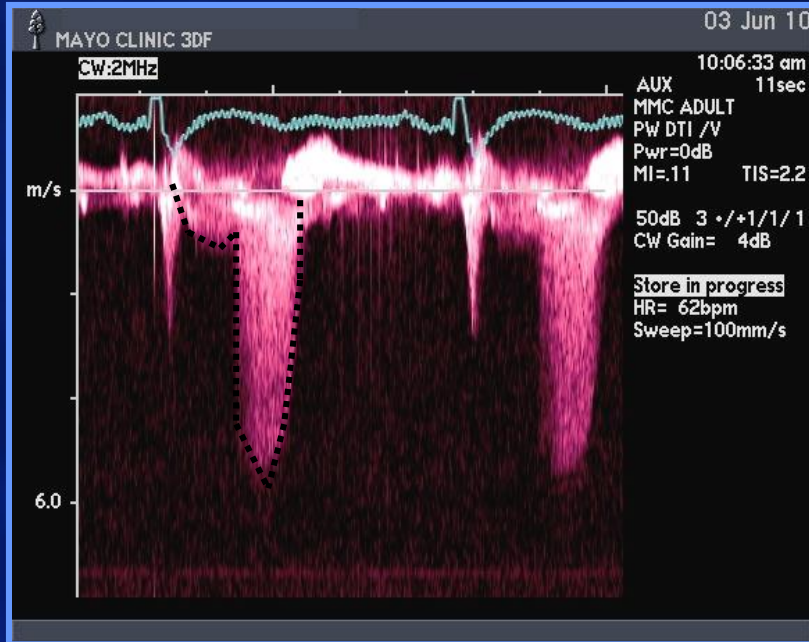 03 Jun 10
MAYO CLINIC 3DF
CW:2MHz
10:06:33 am
AUX 11sec
MMC ADULT
PW DTI /V
Pwr=0dB
MI=.11 TIS=2.2
m/s
50dB 3 •/+1/1/ 1
CW Gain= 4dB
Store in progress
HR= 62bpm
Sweep=100mm/s
6.0